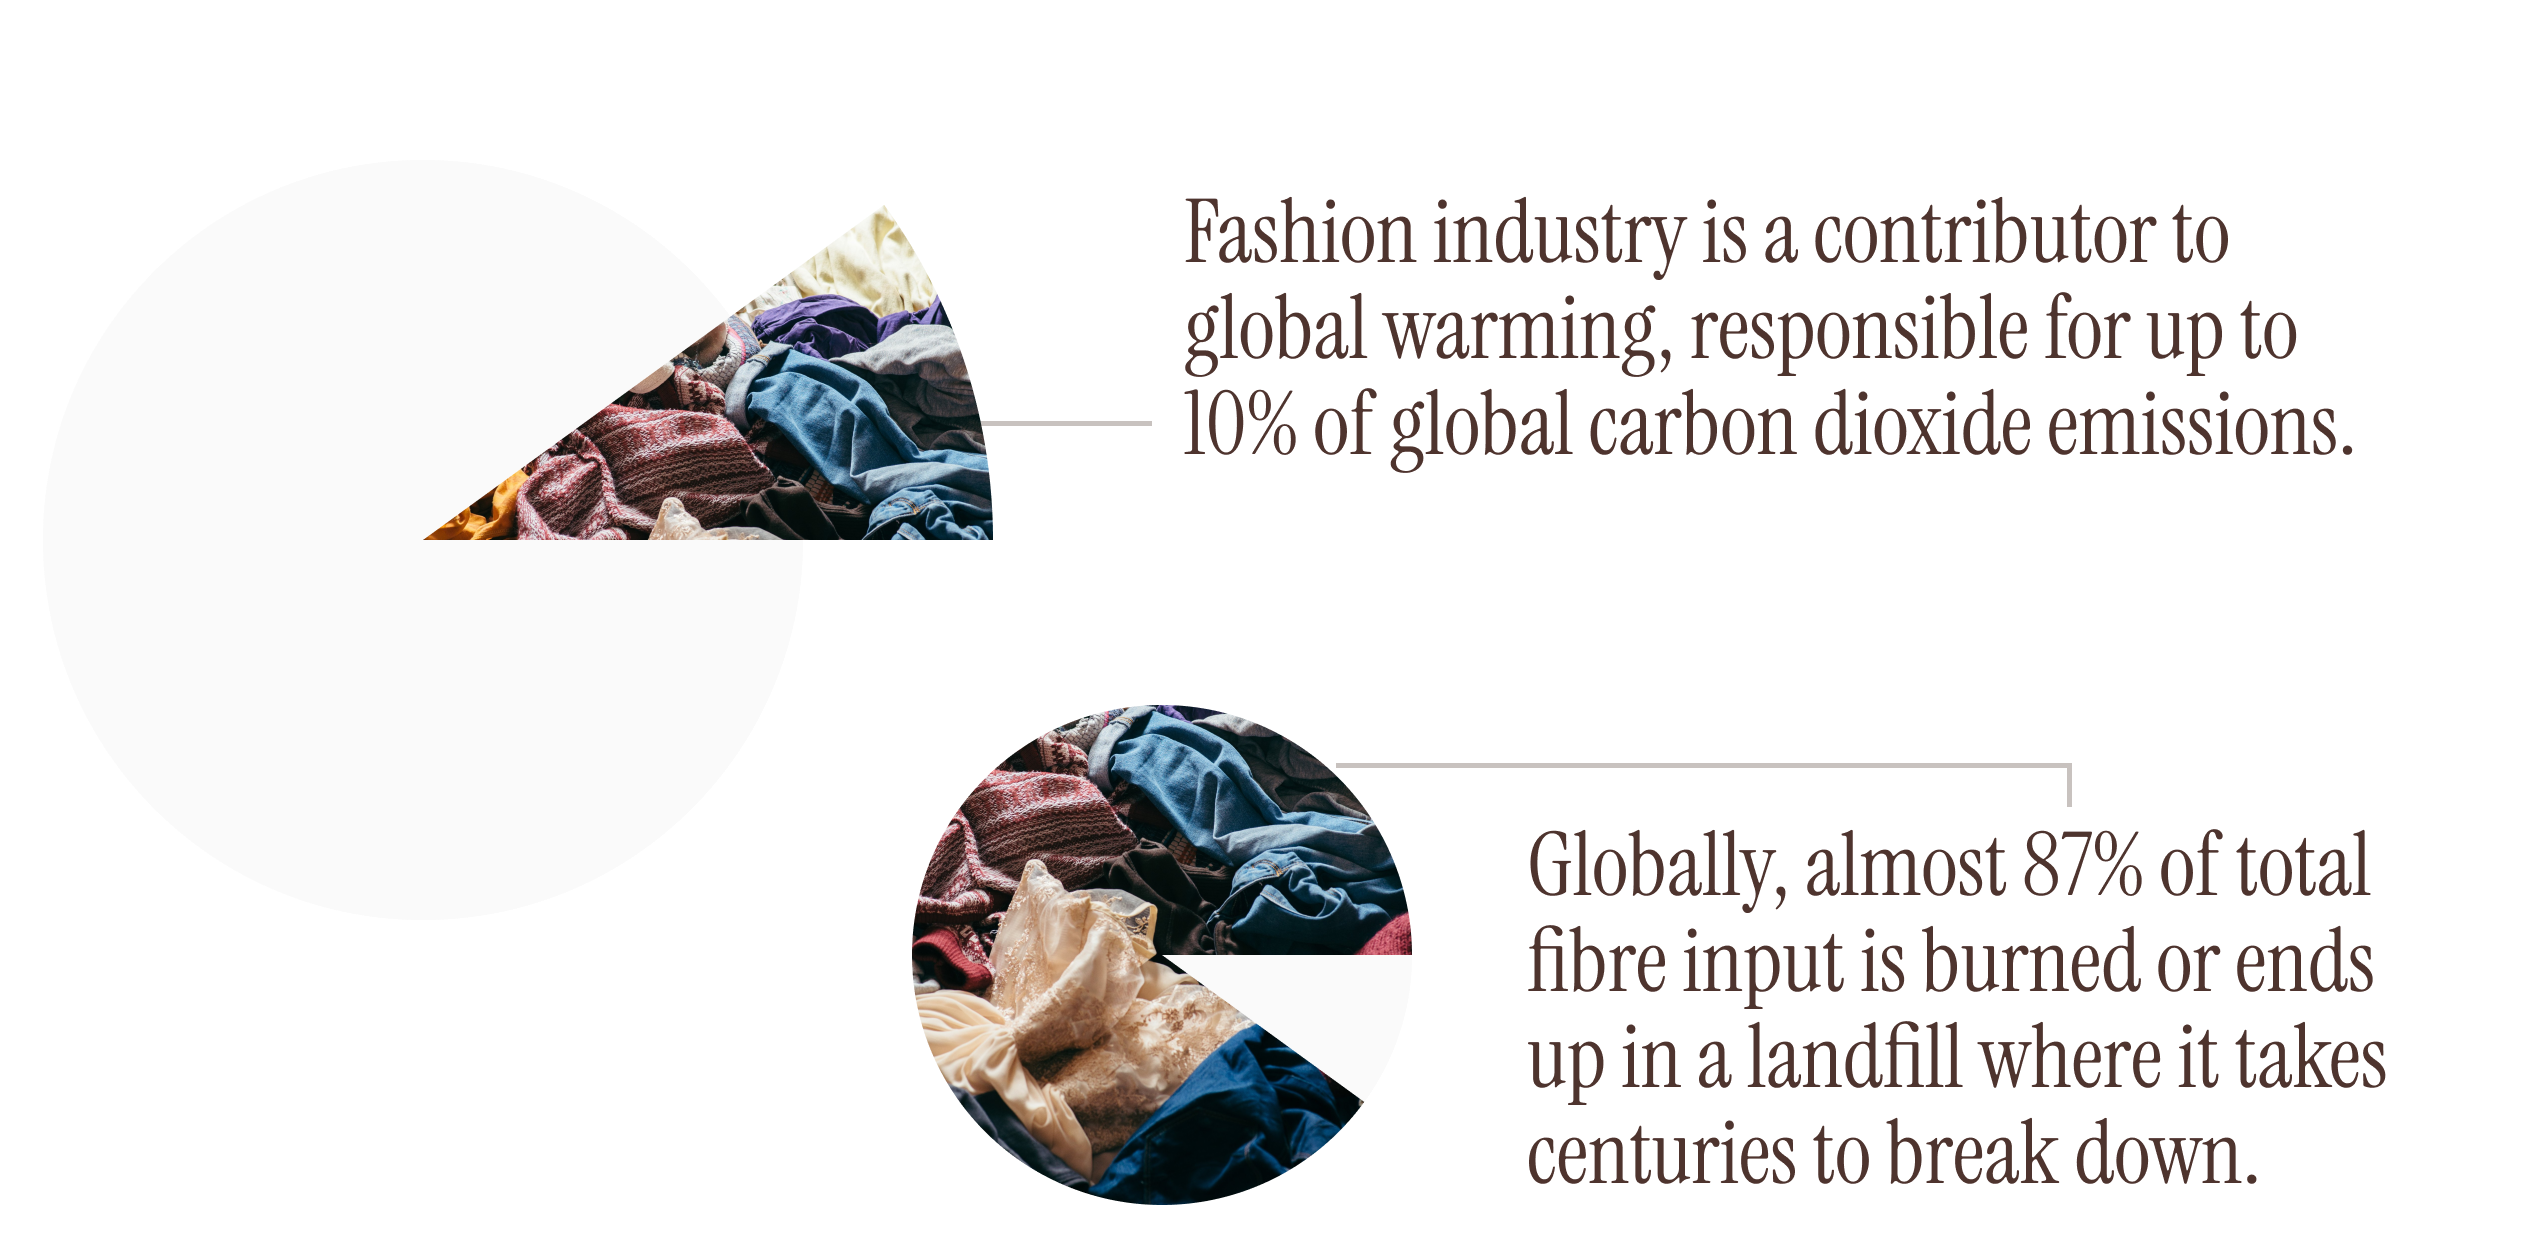 Fashion industry is a contributor to
global warming, responsible for up to
10% of global carbon dioxide emissions.
Globally, almost 87% of total
fibre input is burned or ends
up in a landfill where it takes
centuries to break down.